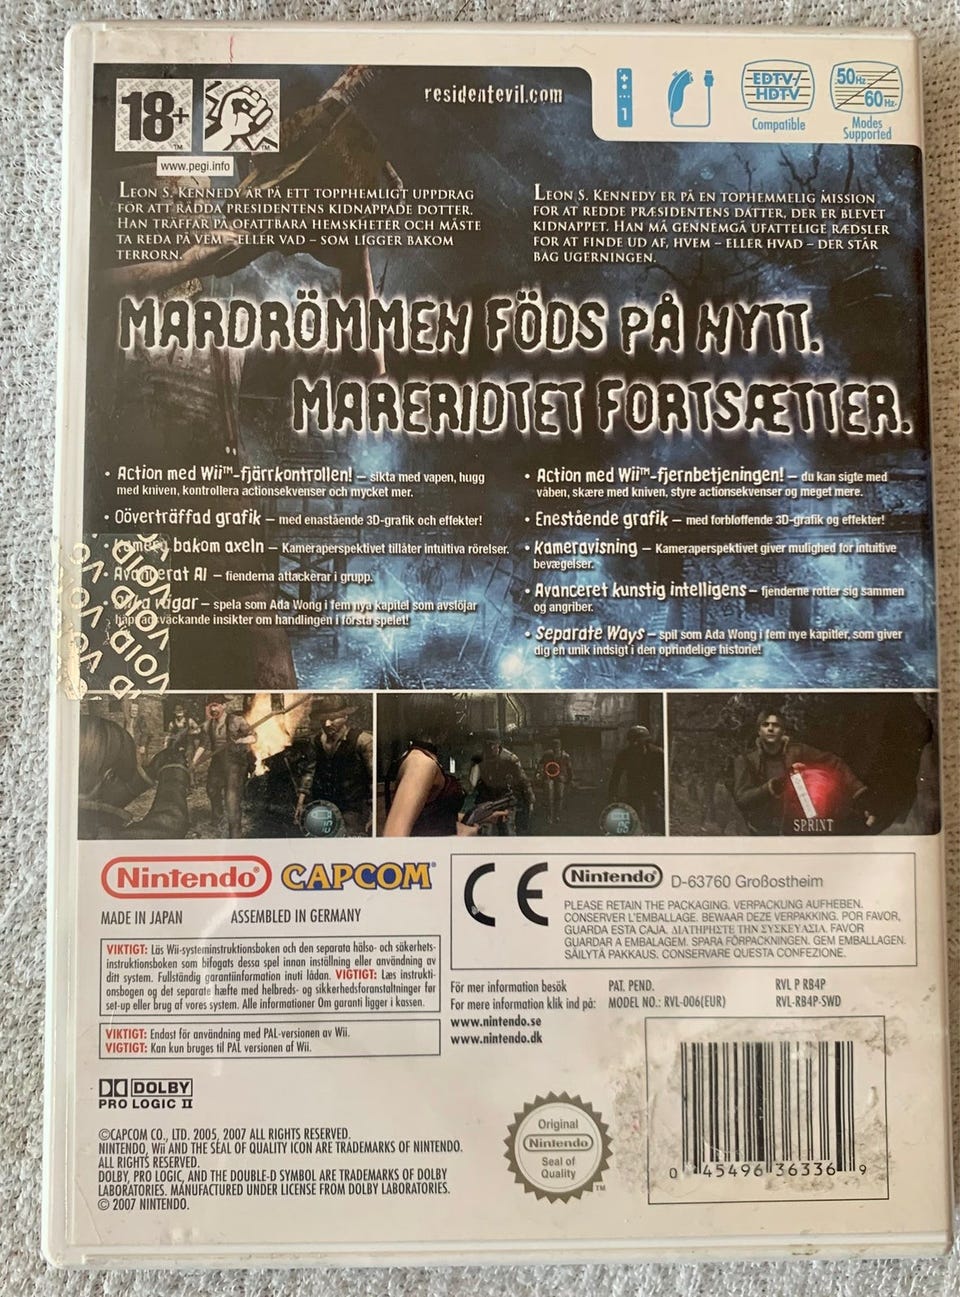 18+
TM
TM
www.pegi.info
residentevil.com
1
EDTV/
HDTV
Compatible
50Hz
60Hz
Modes
Supported
LEON S. KENNEDY ÄR PÅ ETT TOPPHEMLIGT UPPDRAG
FÖR ATT RÄDDA PRESIDENTENS KIDNAPPADE DOTTER.
HAN TRÄFFAR PÅ OFATTBARA HEMSKHETER OCH MÅSTE
TA REDA PÅ VEM – ELLER VAD – SOM LIGGER BAKOM
TERRORN.
LEON S. KENNEDY ER PÅ EN TOPHEMMELIG MISSION
FOR AT REDDE PRÆSIDENTENS DATTER, DER ER BLEVET
KIDNAPPET. HAN MÅ GENNEMGÅ UFATTELIGE RÆDSLER
FOR AT FINDE UD AF, HVEM – ELLER HVAD – DER STÅR
BAG UGERNINGEN.
MARDRÖMMEN FÖDS PÅ NYTT.
MARERIDTET FORTSÆTTER.
• Action med Wii™-fjärrkontrollen! – sikta med vapen, hugg
med kniven, kontrollera actionsekvenser och mycket mer.
• Oöverträffad grafik – med enastående 3D-grafik och effekter!
• Kamera bakom axeln – Kameraperspektivet tillåter intuitiva rörelser.
• Avancerat AI – fienderna attackerar i grupp.
vägar – spela som Ada Wong i fem nya kapitel som avslöjar
häpnadsväckande insikter om handlingen i första spelet!
• Action med Wii™-fjernbetjeningen! – du kan sigte med
våben, skære med kniven, styre actionsekvenser og meget mere.
• Enestående grafik – med forbløffende 3D-grafik og effekter!
• Kameravisning – Kameraperspektivet giver mulighed for intuitive
bevægelser.
• Avanceret kunstig intelligens – fjenderne rotter sig sammen
og angriber.
• Separate Ways – spil som Ada Wong i fem nye kapitler, som giver
dig en unik indsigt i den oprindelige historie!
VOID
VOID
SPRINT
Nintendo®
CAPCOM®
MADE IN JAPAN
ASSEMBLED IN GERMANY
CE
Nintendo®
D-63760 Großostheim
PLEASE RETAIN THE PACKAGING. VERPACKUNG AUFHEBEN.
CONSERVER L'EMBALLAGE. BEWAAR DEZE VERPAKKING. POR FAVOR,
GUARDA ESTA CAJA. ΔΙΑΤΗΡΗΣΤΕ ΤΗΝ ΣΥΣΚΕΥΑΣΙΑ. FAVOR
GUARDAR A EMBALAGEM. SPARA FÖRPACKNINGEN. GEM EMBALLAGEN.
SÄILYTÄ PAKKAUS. CONSERVARE QUESTA CONFEZIONE.
VIKTIGT: Läs Wii-systeminstruktionsboken och den separata hälso- och säkerhets-
instruktionsboken som bifogats dessa spel innan inställning eller användning av
ditt system. Fullständig garantiinformation inuti lådan. VIGTIGT: Læs instrukti-
onsbogen og det separate hæfte med helbreds- og sikkerhedsforanstaltninger før
set-up eller brug af vores system. Alle informationer Om garanti ligger i kassen.
För mer information besök
For mere information klik ind på:
www.nintendo.se
www.nintendo.dk
PAT. PEND.
MODEL NO.: RVL-006(EUR)
RVL P RB4P
RVL-RB4P-SWD
VIKTIGT: Endast för användning med PAL-versionen av Wii.
VIGTIGT: Kan kun bruges til PAL versionen af Wii.
DOLBY
PRO LOGIC II
©CAPCOM CO., LTD. 2005, 2007 ALL RIGHTS RESERVED.
NINTENDO, Wii AND THE SEAL OF QUALITY ICON ARE TRADEMARKS OF NINTENDO.
ALL RIGHTS RESERVED.
DOLBY, PRO LOGIC, AND THE DOUBLE-D SYMBOL ARE TRADEMARKS OF DOLBY
LABORATORIES. MANUFACTURED UNDER LICENSE FROM DOLBY LABORATORIES.
© 2007 NINTENDO.
Original
Nintendo
Seal of
Quality
TM
0 45496 36336 9